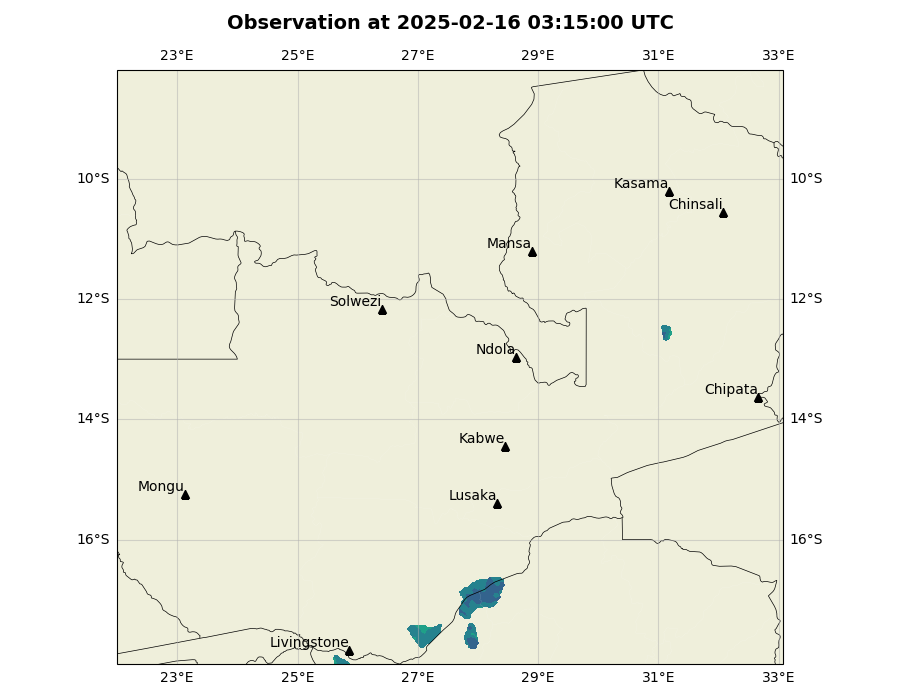 Observation at 2025-02-16 03:15:00 UTC
23°E 25°E 27°E 29°E 31°E 33°E
10°S 10°S
Kasama
Chinsali
Mansa
12°S 12°S
Solwezi
Ndola
Chipata
14°S 14°S
Kabwe
Mongu
Lusaka
16°S 16°S
Livingstone
23°E 25°E 27°E 29°E 31°E 33°E